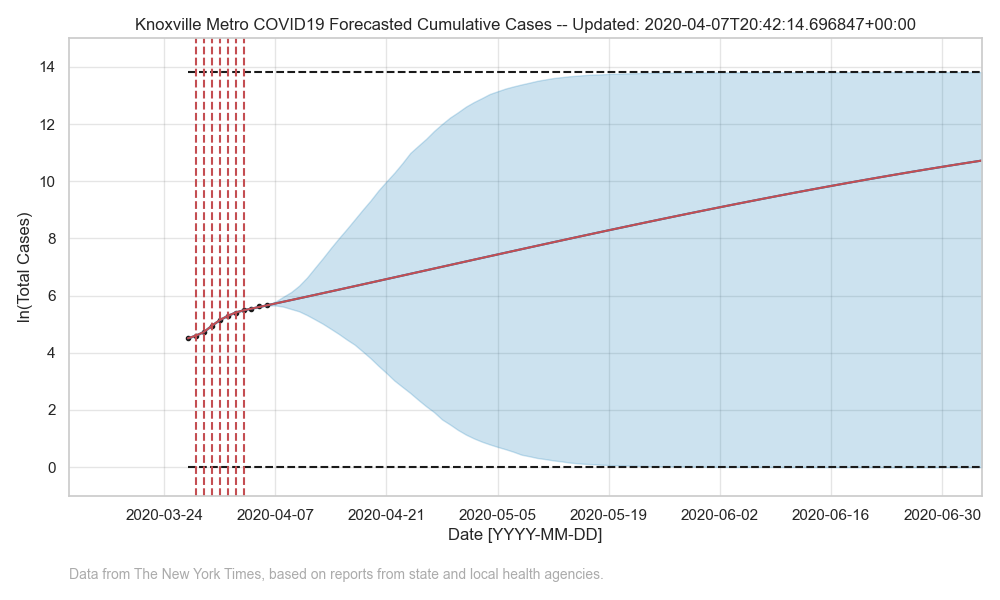 Knoxville Metro COVID19 Forecasted Cumulative Cases -- Updated: 2020-04-07T20:42:14.696847+00:00
14
12
10
8
6
4
2
0
ln(Total Cases)
2020-03-24 2020-04-07 2020-04-21 2020-05-05 2020-05-19 2020-06-02 2020-06-16 2020-06-30
Date [YYYY-MM-DD]
Data from The New York Times, based on reports from state and local health agencies.